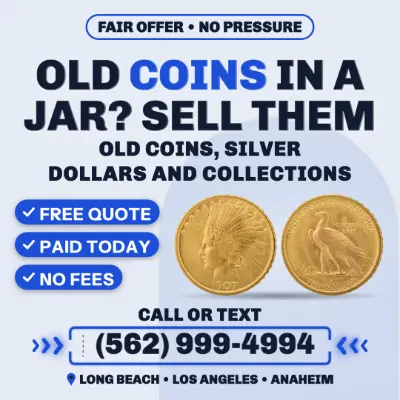 FAIR OFFER • NO PRESSURE
OLD COINS IN A
JAR? SELL THEM
OLD COINS, SILVER
DOLLARS AND COLLECTIONS
FREE QUOTE
PAID TODAY
NO FEES
1907
CALL OR TEXT
(562) 999-4994
LONG BEACH • LOS ANGELES • ANAHEIM